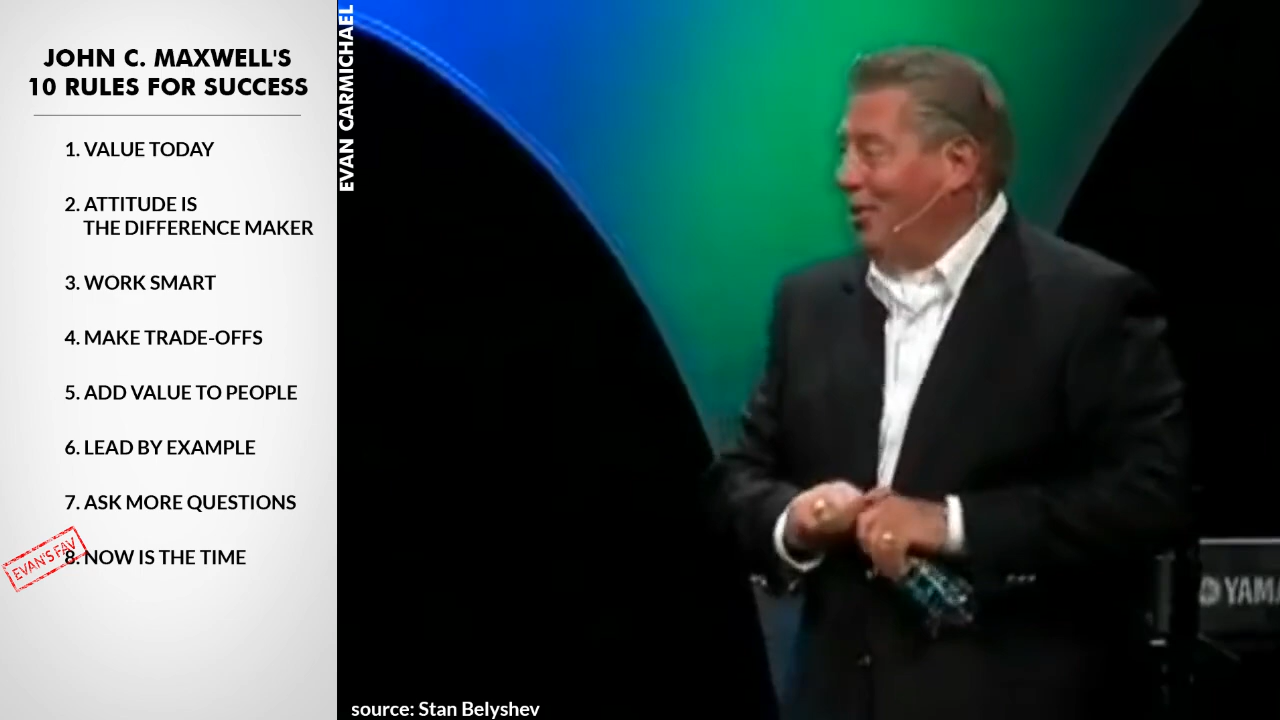 JOHN C. MAXWELL'S
10 RULES FOR SUCCESS
1. VALUE TODAY
2. ATTITUDE IS
THE DIFFERENCE MAKER
3. WORK SMART
4. MAKE TRADE-OFFS
5. ADD VALUE TO PEOPLE
6. LEAD BY EXAMPLE
7. ASK MORE QUESTIONS
EVAN'S FAV
8. NOW IS THE TIME
EVAN CARMICHAEL
YAMA
source: Stan Belyshev